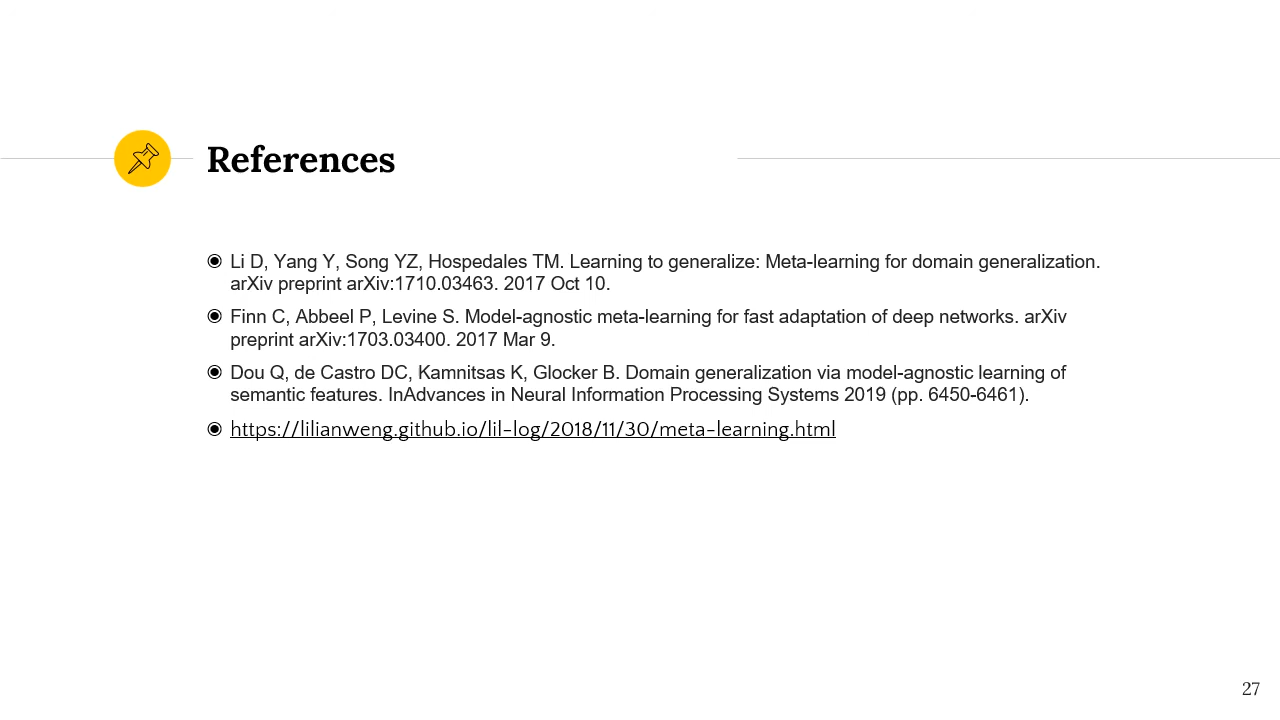 References
◉ Li D, Yang Y, Song YZ, Hospedales TM. Learning to generalize: Meta-learning for domain generalization.
arXiv preprint arXiv:1710.03463. 2017 Oct 10.
◉ Finn C, Abbeel P, Levine S. Model-agnostic meta-learning for fast adaptation of deep networks. arXiv
preprint arXiv:1703.03400. 2017 Mar 9.
◉ Dou Q, de Castro DC, Kamnitsas K, Glocker B. Domain generalization via model-agnostic learning of
semantic features. InAdvances in Neural Information Processing Systems 2019 (pp. 6450-6461).
◉ https://lilianweng.github.io/lil-log/2018/11/30/meta-learning.html
27